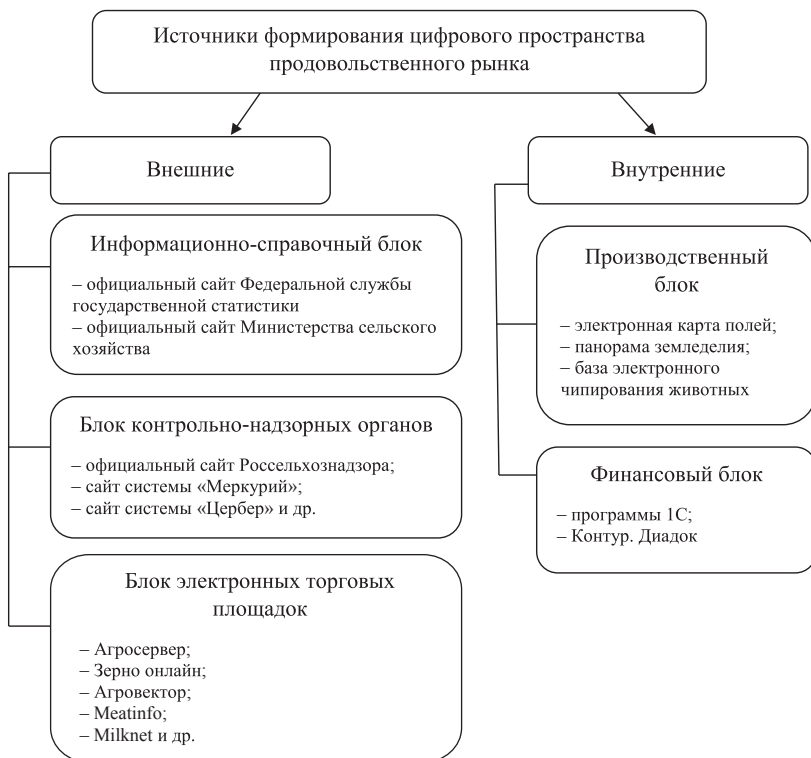 Источники формирования цифрового пространства
продовольственного рынка
Внешние
Информационно-справочный блок
– официальный сайт Федеральной службы
государственной статистики
– официальный сайт Министерства сельского
хозяйства
Блок контрольно-надзорных органов
– официальный сайт Россельхознадзора;
– сайт системы «Меркурий»;
– сайт системы «Цербер» и др.
Блок электронных торговых
площадок
– Агросервер;
– Зерно онлайн;
– Агровектор;
– Meatinfo;
– Milknet и др.
Внутренние
Производственный
блок
– электронная карта полей;
– панорама земледелия;
– база электронного
чипирования животных
Финансовый блок
– программы 1С;
– Контур. Диадок